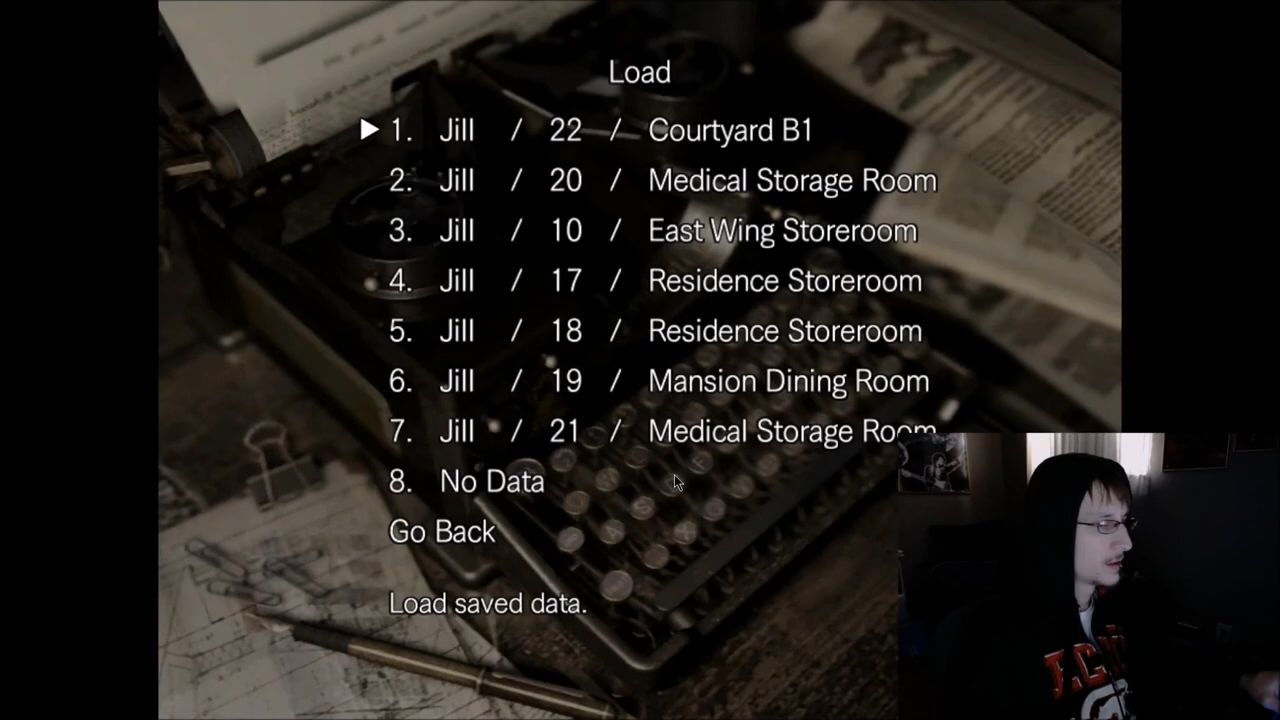 Load
1. Jill / 22 / Courtyard B1
2. Jill / 20 / Medical Storage Room
3. Jill / 10 / East Wing Storeroom
4. Jill / 17 / Residence Storeroom
5. Jill / 18 / Residence Storeroom
6. Jill / 19 / Mansion Dining Room
7. Jill / 21 / Medical Storage Room
8. No Data
Go Back
Load saved data.